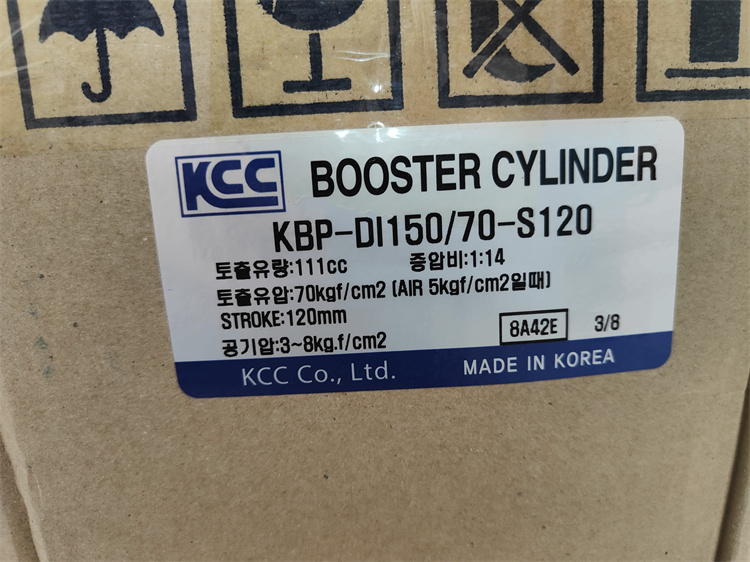 KCC BOOSTER CYLINDER
KBP-DI150/70-S120
토출유량:111cc 증압비:1:14
토출유압:70kgf/cm2 (AIR 5kgf/cm2일때)
STROKE:120mm
공기압:3~8kg.f/cm2 8A42E 3/8
KCC Co., Ltd. MADE IN KOREA